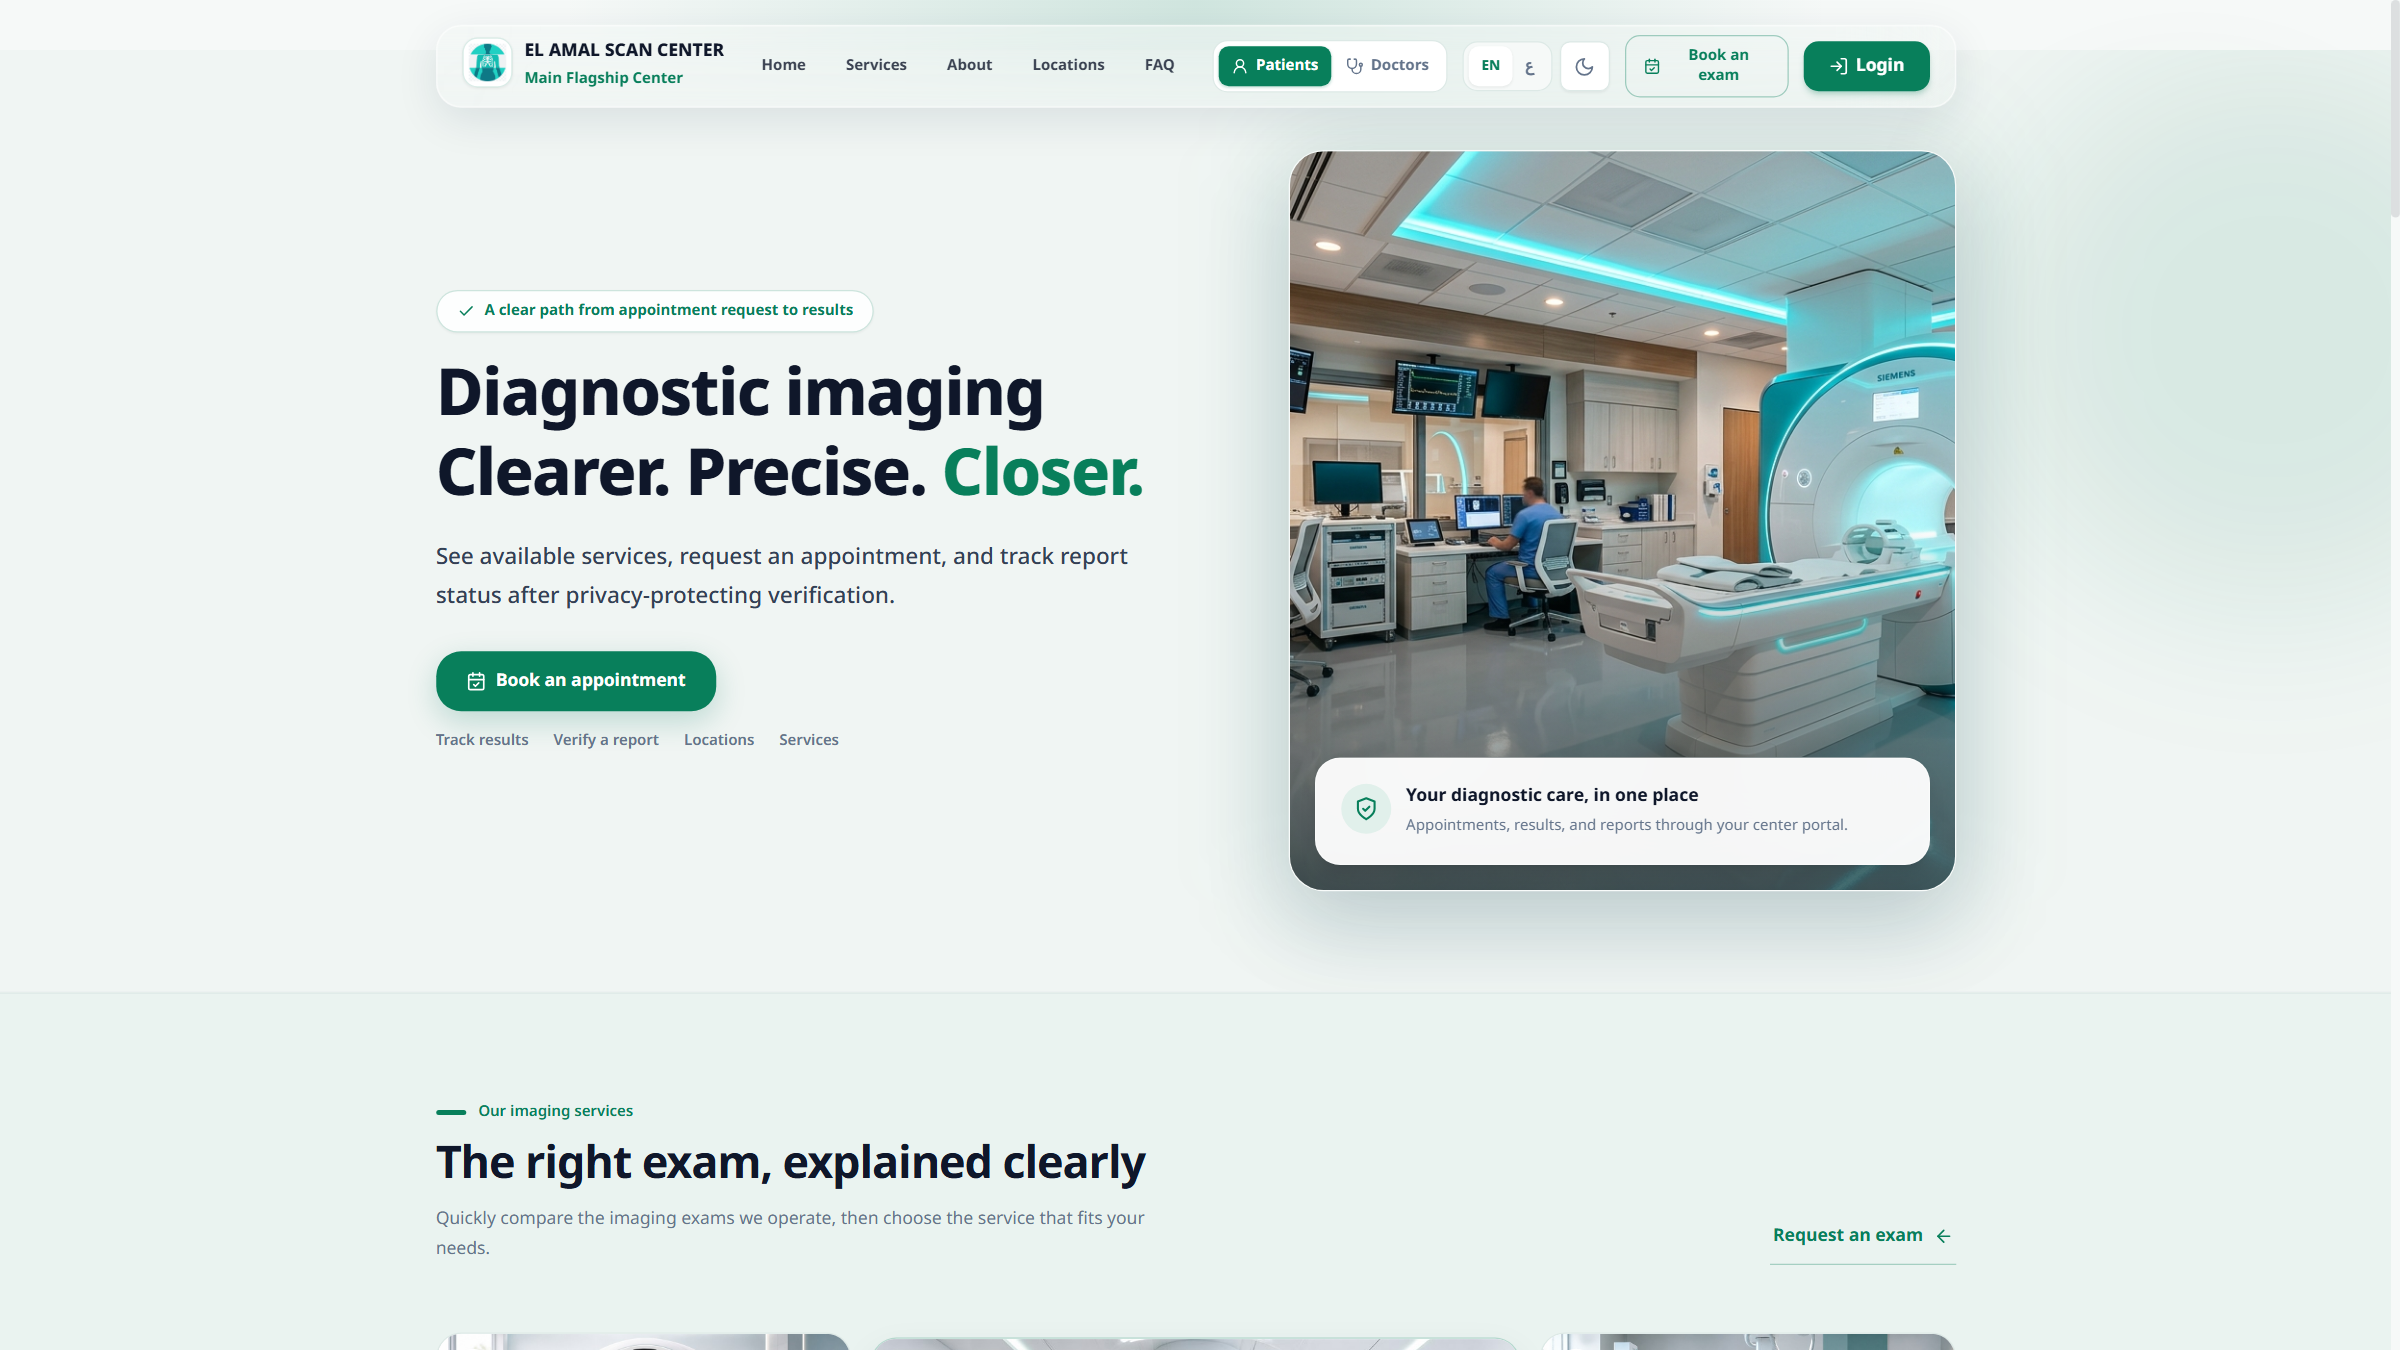 EL AMAL SCAN CENTER
Main Flagship Center
Home
Services
About
Locations
FAQ
Patients
Doctors
EN
ع
Book an
exam
Login
A clear path from appointment request to results
Diagnostic imaging
Clearer. Precise. Closer.
See available services, request an appointment, and track report
status after privacy-protecting verification.
Book an appointment
Track results
Verify a report
Locations
Services
SIEMENS
Your diagnostic care, in one place
Appointments, results, and reports through your center portal.
Our imaging services
The right exam, explained clearly
Quickly compare the imaging exams we operate, then choose the service that fits your
needs.
Request an exam